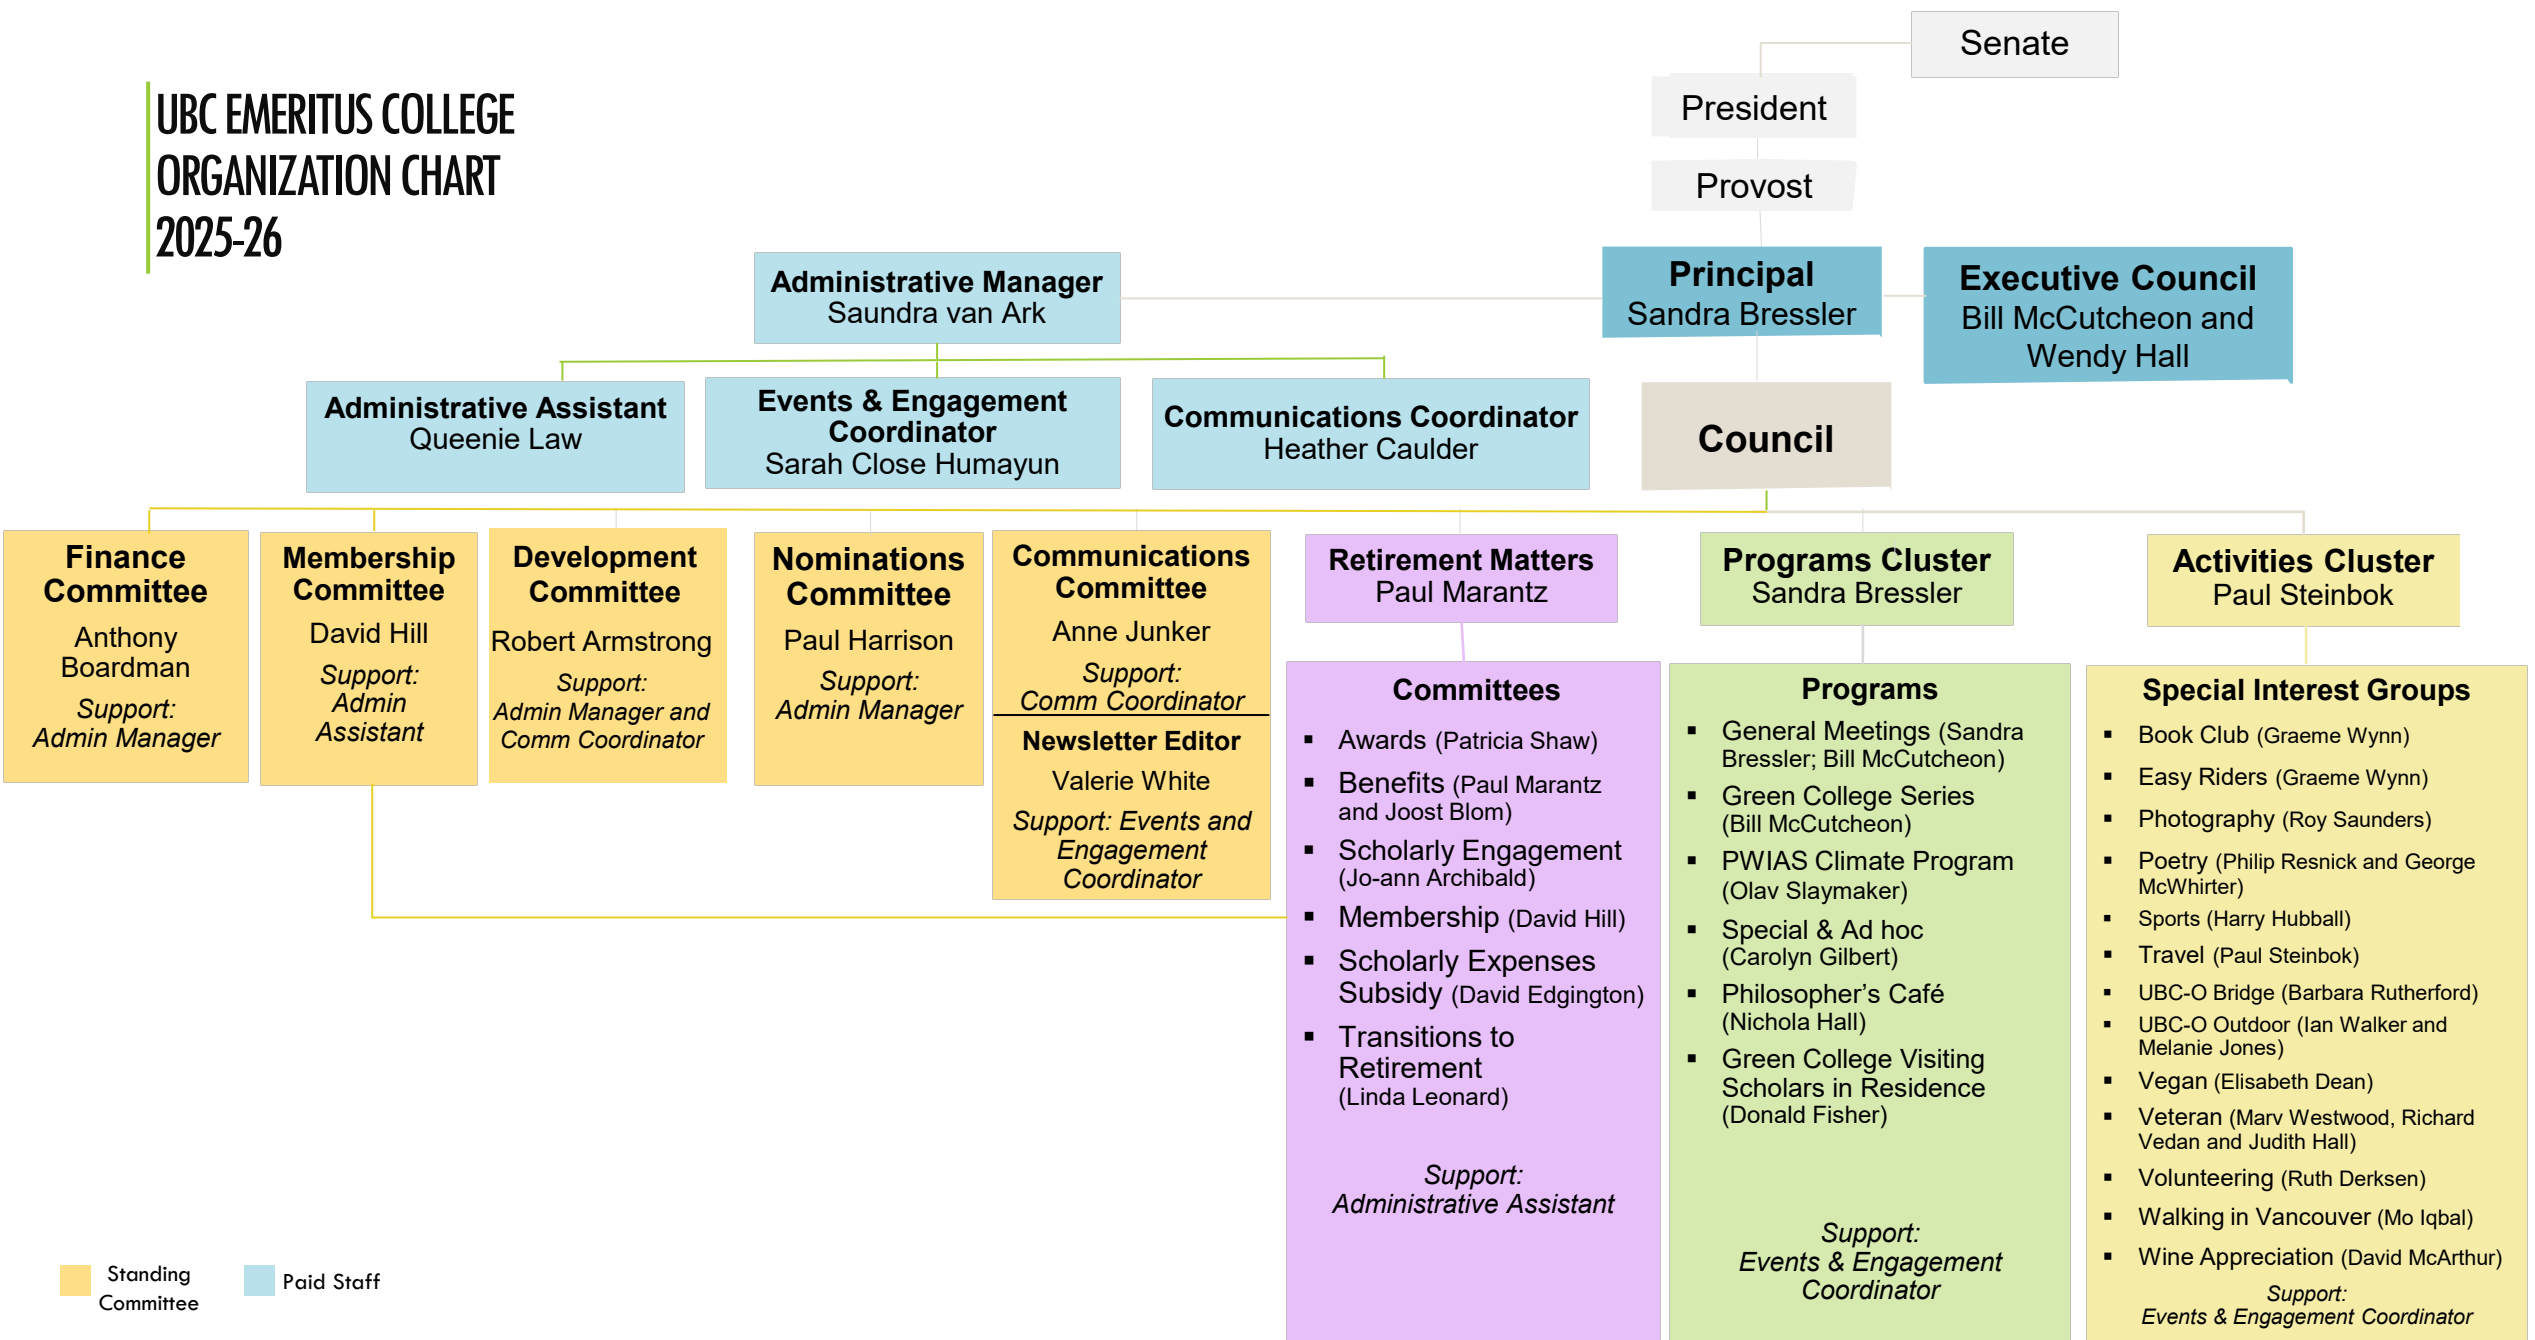 UBC EMERITUS COLLEGE
ORGANIZATION CHART
2025-26
Senate
President
Provost
Principal
Sandra Bressler
Executive Council
Bill McCutcheon and
Wendy Hall
Administrative Manager
Saundra van Ark
Administrative Assistant
Queenie Law
Events & Engagement
Coordinator
Sarah Close Humayun
Communications Coordinator
Heather Caulder
Council
Finance
Committee
Anthony
Boardman
Support:
Admin Manager
Membership
Committee
David Hill
Support:
Admin
Assistant
Development
Committee
Robert Armstrong
Support:
Admin Manager and
Comm Coordinator
Nominations
Committee
Paul Harrison
Support:
Admin Manager
Communications
Committee
Anne Junker
Support:
Comm Coordinator
Newsletter Editor
Valerie White
Support: Events and
Engagement
Coordinator
Retirement Matters
Paul Marantz
Committees
▪ Awards (Patricia Shaw)
▪ Benefits (Paul Marantz
and Joost Blom)
▪ Scholarly Engagement
(Jo-ann Archibald)
▪ Membership (David Hill)
▪ Scholarly Expenses
Subsidy (David Edgington)
▪ Transitions to
Retirement
(Linda Leonard)
Support:
Administrative Assistant
Programs Cluster
Sandra Bressler
Programs
▪ General Meetings (Sandra
Bressler; Bill McCutcheon)
▪ Green College Series
(Bill McCutcheon)
▪ PWIAS Climate Program
(Olav Slaymaker)
▪ Special & Ad hoc
(Carolyn Gilbert)
▪ Philosopher’s Café
(Nichola Hall)
▪ Green College Visiting
Scholars in Residence
(Donald Fisher)
Support:
Events & Engagement
Coordinator
Activities Cluster
Paul Steinbok
Special Interest Groups
▪ Book Club (Graeme Wynn)
▪ Easy Riders (Graeme Wynn)
▪ Photography (Roy Saunders)
▪ Poetry (Philip Resnick and George
McWhirter)
▪ Sports (Harry Hubball)
▪ Travel (Paul Steinbok)
▪ UBC-O Bridge (Barbara Rutherford)
▪ UBC-O Outdoor (Ian Walker and
Melanie Jones)
▪ Vegan (Elisabeth Dean)
▪ Veteran (Marv Westwood, Richard
Vedan and Judith Hall)
▪ Volunteering (Ruth Derksen)
▪ Walking in Vancouver (Mo Iqbal)
▪ Wine Appreciation (David McArthur)
Support:
Events & Engagement Coordinator
Standing
Committee
Paid Staff